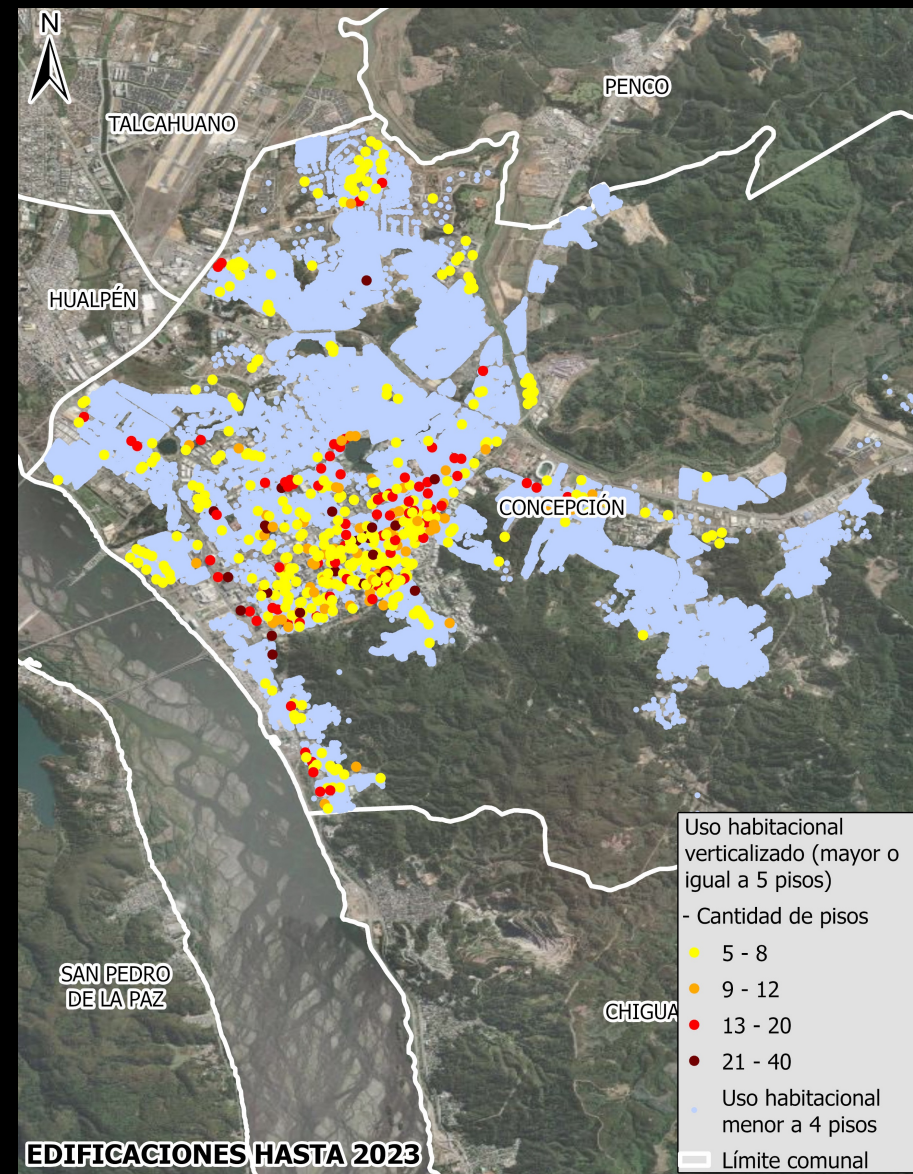 N
PENCO
TALCAHUANO
HUALPÉN
CONCEPCIÓN
SAN PEDRO
DE LA PAZ
CHIGUA
Uso habitacional
verticalizado (mayor o
igual a 5 pisos)
- Cantidad de pisos
5 - 8
9 - 12
13 - 20
21 - 40
Uso habitacional
menor a 4 pisos
Límite comunal
EDIFICACIONES HASTA 2023